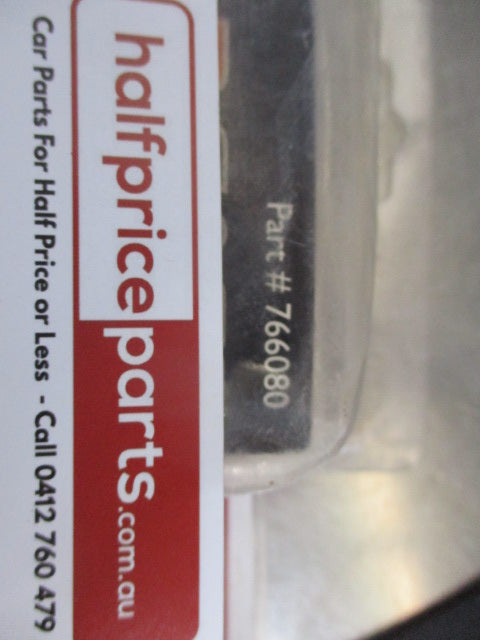 Part # 766080
halfpriceparts.com.au
Car Parts For Half Price or Less - Call 0412 760 479